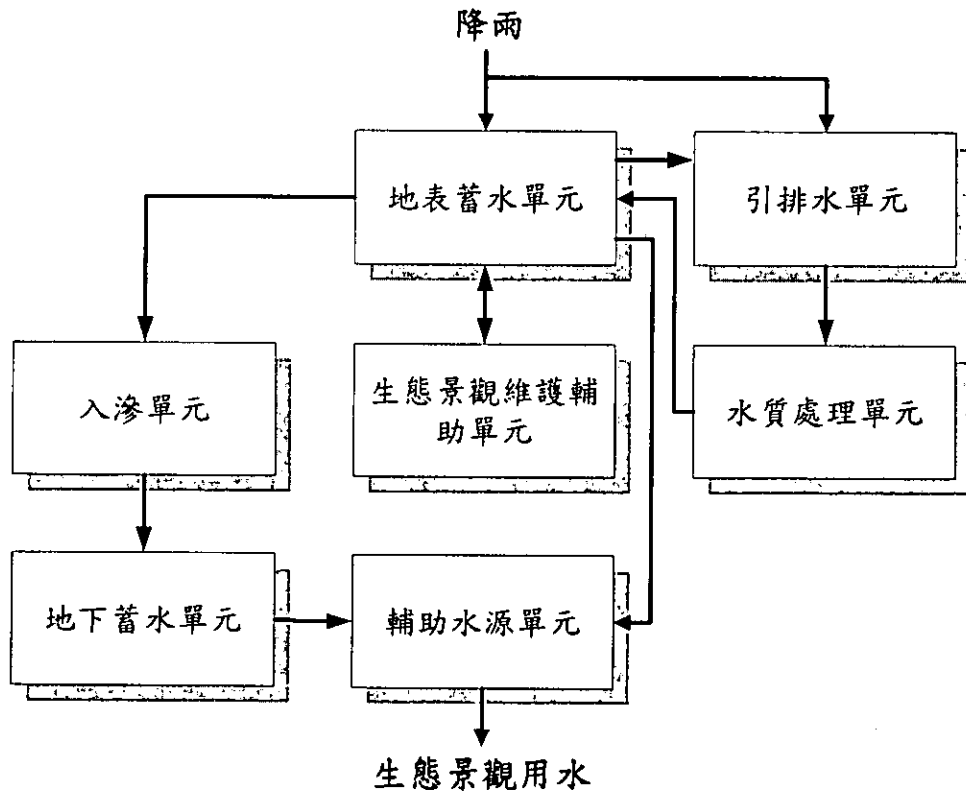 降雨
地表蓄水單元
引排水單元
入滲單元
生態景觀維護輔
助單元
水質處理單元
地下蓄水單元
輔助水源單元
生態景觀用水